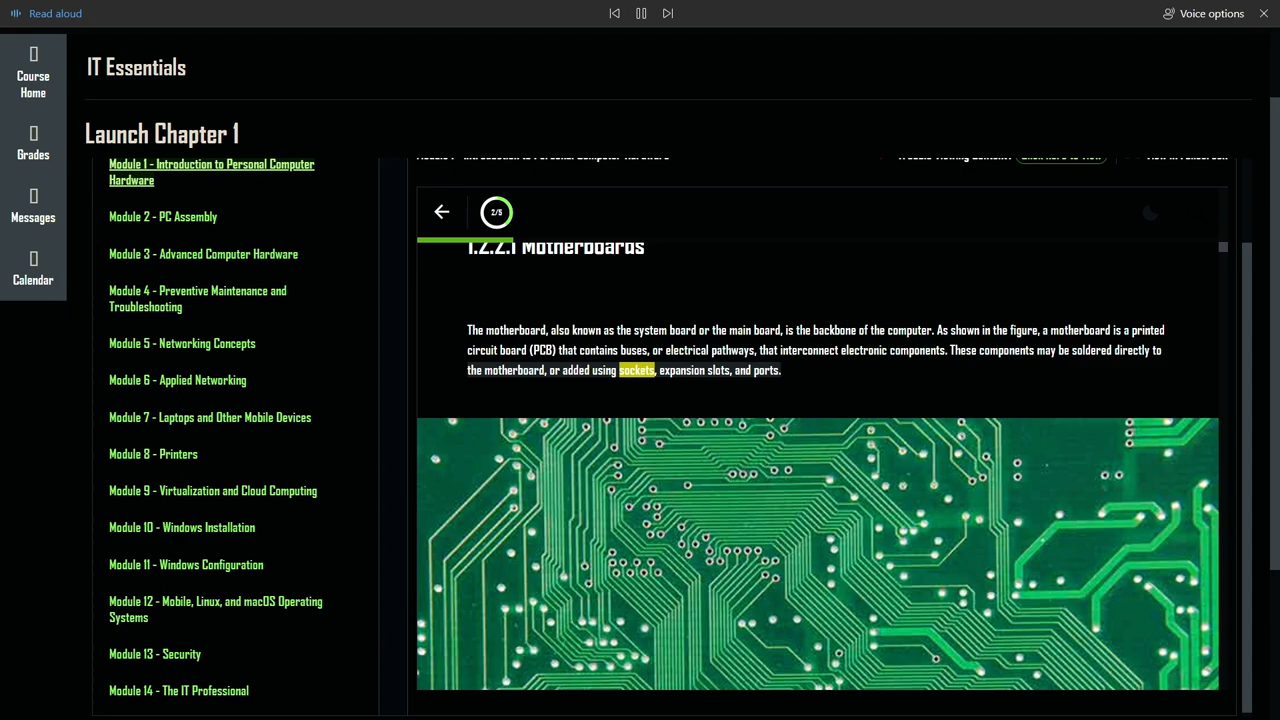 Read aloud
Voice options
Course
Home
Grades
Messages
Calendar
IT Essentials
Launch Chapter 1
Module 1 - Introduction to Personal Computer
Hardware
Module 2 - PC Assembly
Module 3 - Advanced Computer Hardware
Module 4 - Preventive Maintenance and
Troubleshooting
Module 5 - Networking Concepts
Module 6 - Applied Networking
Module 7 - Laptops and Other Mobile Devices
Module 8 - Printers
Module 9 - Virtualization and Cloud Computing
Module 10 - Windows Installation
Module 11 - Windows Configuration
Module 12 - Mobile, Linux, and macOS Operating
Systems
Module 13 - Security
Module 14 - The IT Professional
2/5
1.2.2.1 Motherboards
The motherboard, also known as the system board or the main board, is the backbone of the computer. As shown in the figure, a motherboard is a printed
circuit board (PCB) that contains buses, or electrical pathways, that interconnect electronic components. These components may be soldered directly to
the motherboard, or added using sockets, expansion slots, and ports.